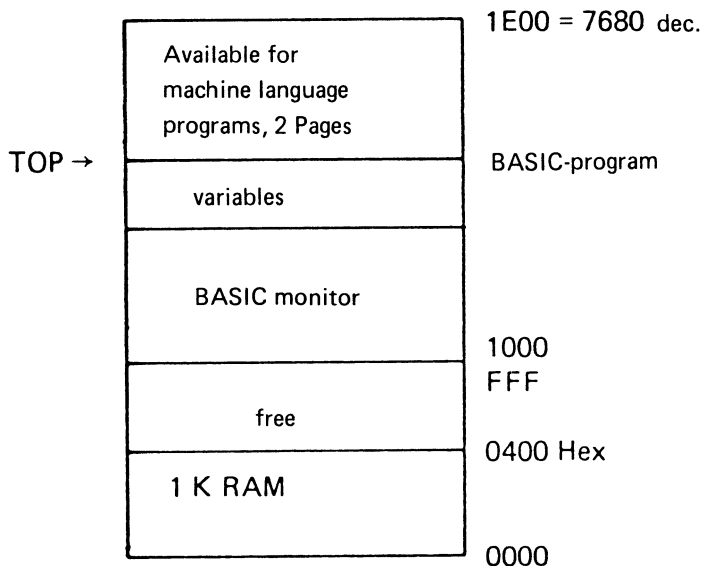 1E00 = 7680 dec.
Available for
machine language
programs, 2 Pages
TOP →
BASIC-program
variables
BASIC monitor
1000
FFF
free
0400 Hex
1 K RAM
0000